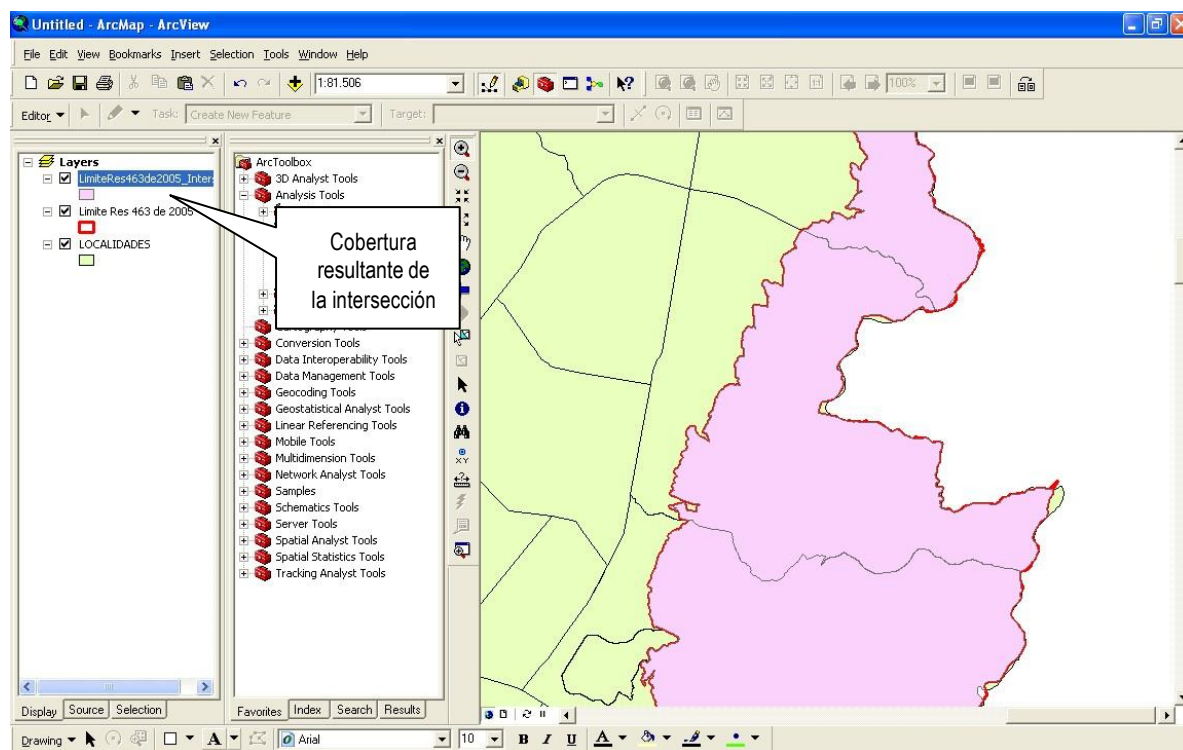 Untitled - ArcMap - ArcView
File Edit View Bookmarks Insert Selection Tools Window Help
1:81.506
100%
Editor Task: Create New Feature Target:
Layers
LimiteRes463de2005_Inter
Limite Res 463 de 2005
LOCALIDADES
ArcToolbox
3D Analyst Tools
Analysis Tools
Cobertura
resultante de
la intersección
Conversion Tools
Data Interoperability Tools
Data Management Tools
Geocoding Tools
Geostatistical Analyst Tools
Linear Referencing Tools
Mobile Tools
Multidimension Tools
Network Analyst Tools
Samples
Schematics Tools
Server Tools
Spatial Analyst Tools
Spatial Statistics Tools
Tracking Analyst Tools
Display Source Selection
Favorites Index Search Results
Drawing A Arial 10 B I U A